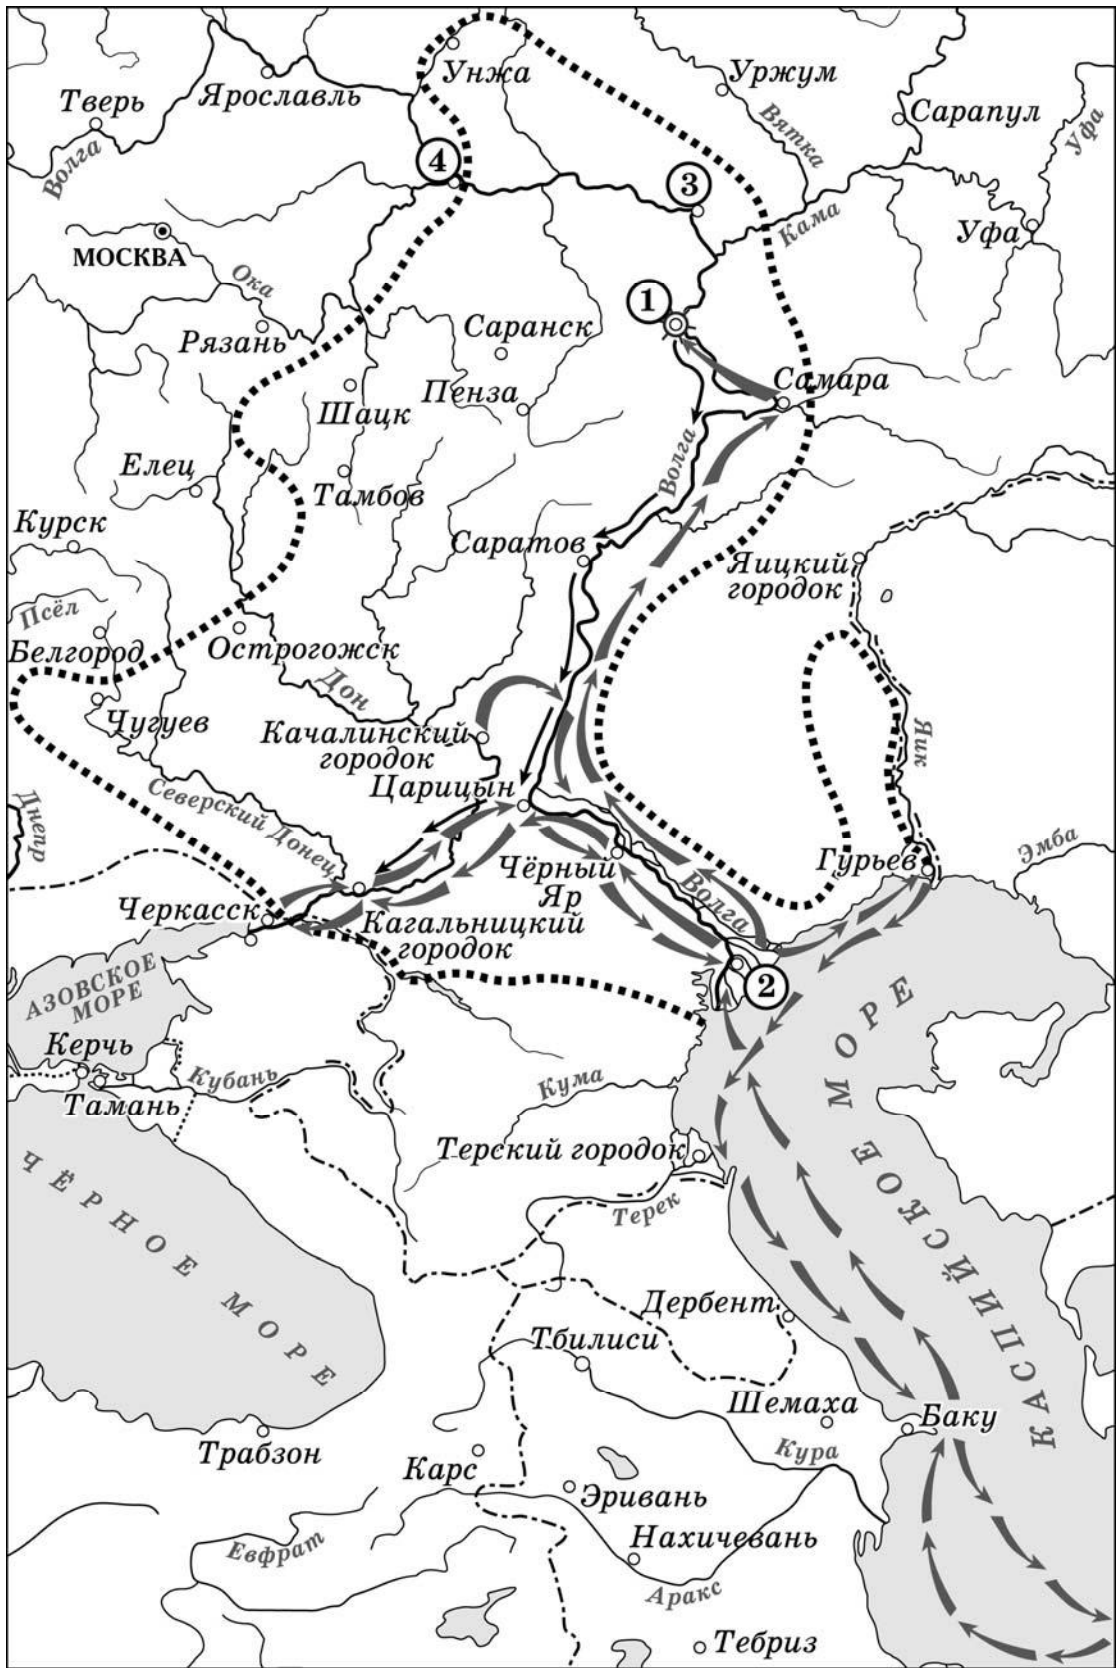 Унжа
Уржум
Ярославль
Тверь
Сарапул
Вятка
Уфа
Волга
4
3
Кама
Уфа
МОСКВА
Ока
1
Рязань
Саранск
Самара
Пенза
Шацк
Волга
Елец
Тамбов
Курск
Саратов
Яицкий
городок
Псёл
Белгород
Острогожск
Дон
Чугуев
Качалинский
городок
Яик
Царицын
Северский Донец
Днепр
Чёрный
Яр
Гурьев
Эмба
Волга
Черкасск
Кагальницкий
городок
2
АЗОВСКОЕ
МОРЕ
Керчь
Кубань
Тамань
Кума
КАСПИЙСКОЕ МОРЕ
Терский городок
ЧЁРНОЕ МОРЕ
Терек
Дербент
Тбилиси
Шемаха
Баку
Трабзон
Карс
Кура
Эривань
Нахичевань
Евфрат
Аракс
Тебриз